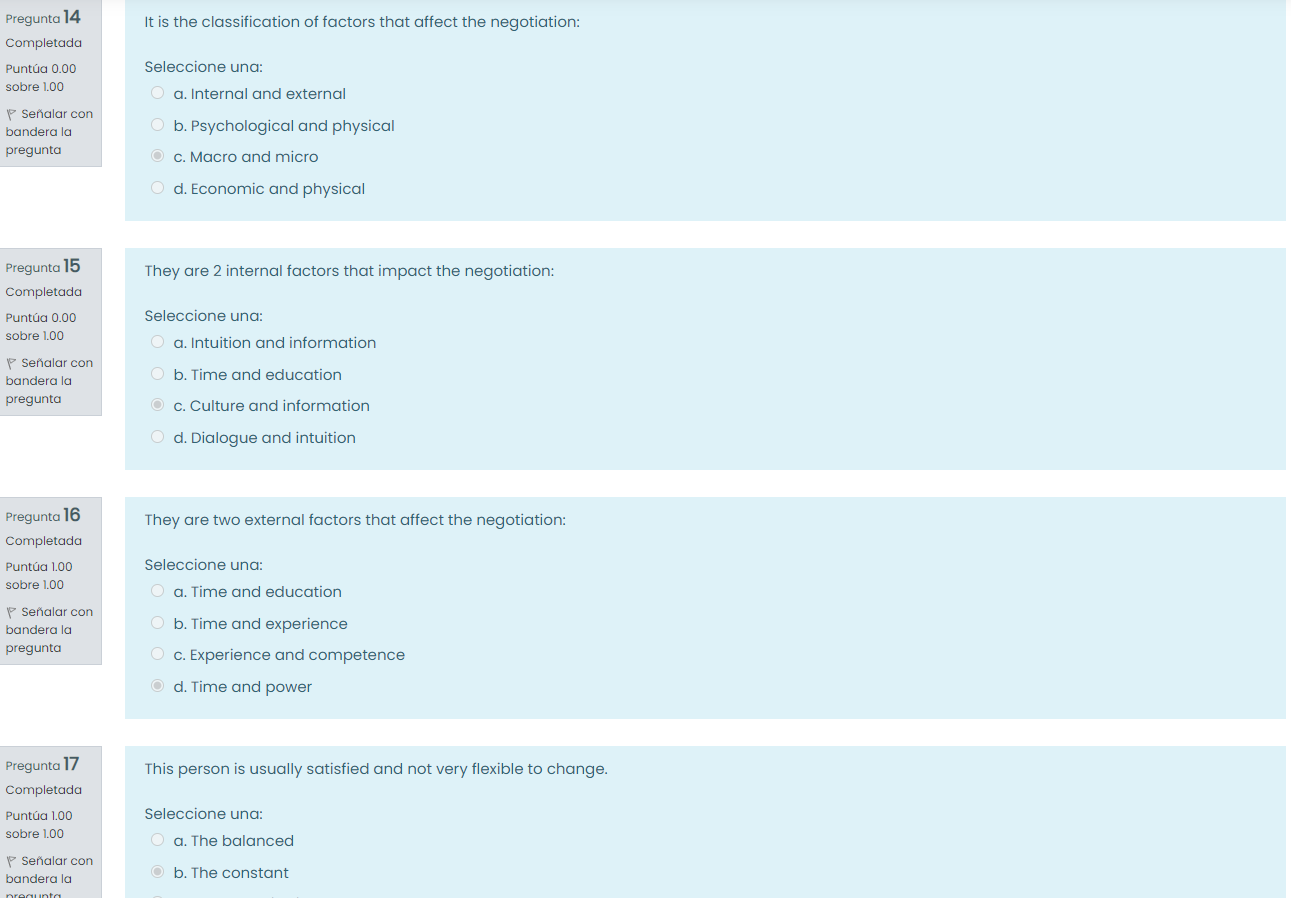 Pregunta 14
Completada
Puntúa 0.00
sobre 1.00
Señalar con
bandera la
pregunta
It is the classification of factors that affect the negotiation:
Seleccione una:
a. Internal and external
b. Psychological and physical
c. Macro and micro
d. Economic and physical
Pregunta 15
Completada
Puntúa 0.00
sobre 1.00
Señalar con
bandera la
pregunta
They are 2 internal factors that impact the negotiation:
Seleccione una:
a. Intuition and information
b. Time and education
c. Culture and information
d. Dialogue and intuition
Pregunta 16
Completada
Puntúa 1.00
sobre 1.00
Señalar con
bandera la
pregunta
They are two external factors that affect the negotiation:
Seleccione una:
a. Time and education
b. Time and experience
c. Experience and competence
d. Time and power
Pregunta 17
Completada
Puntúa 1.00
sobre 1.00
Señalar con
bandera la
pregunta
This person is usually satisfied and not very flexible to change.
Seleccione una:
a. The balanced
b. The constant